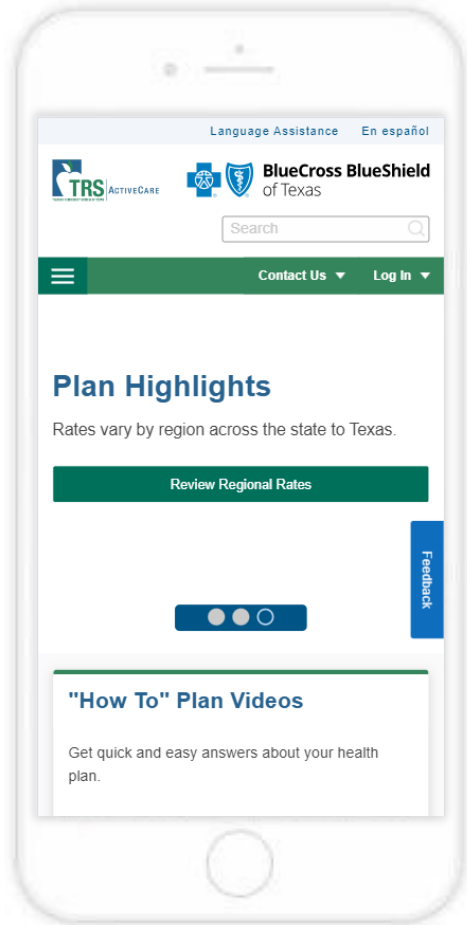 Language Assistance En español
TRS ACTIVECARE
BlueCross BlueShield
of Texas
Search
Contact Us Log In
Plan Highlights
Rates vary by region across the state to Texas.
Review Regional Rates
Feedback
"How To" Plan Videos
Get quick and easy answers about your health
plan.